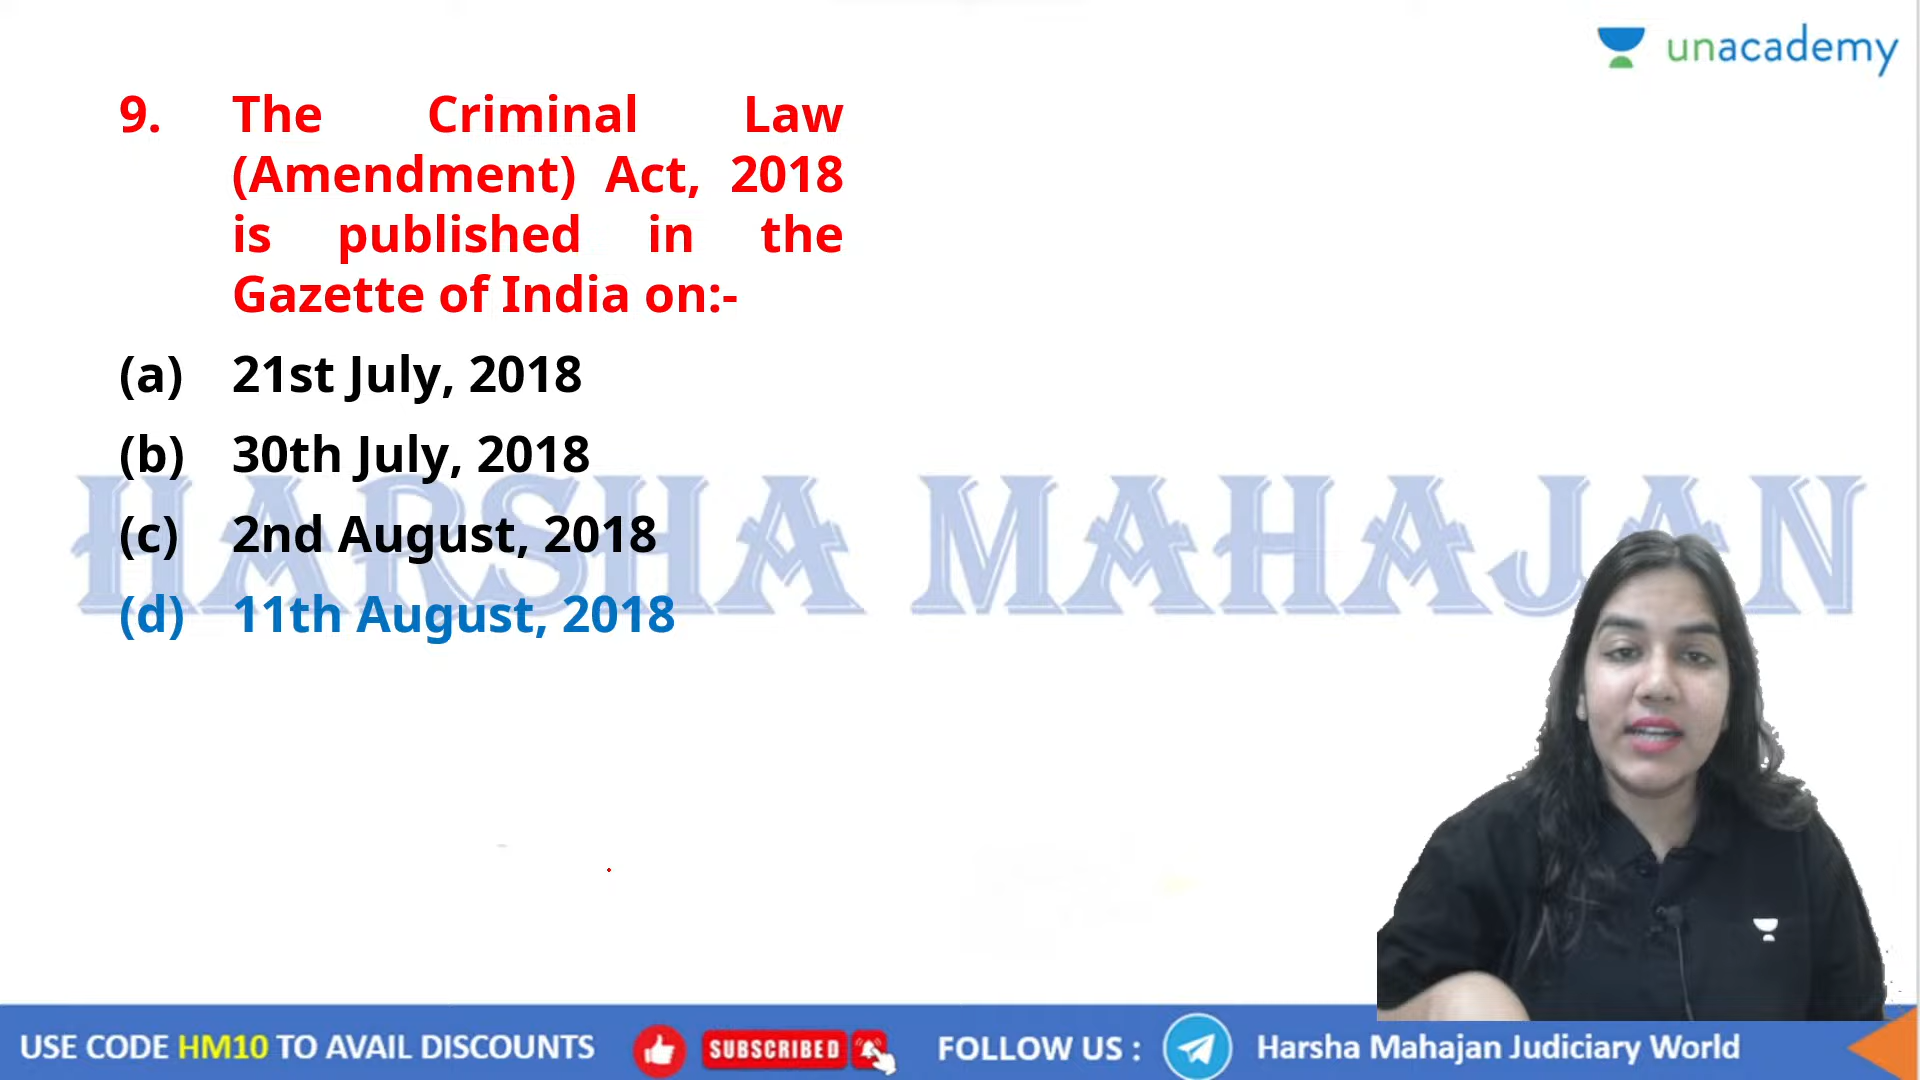 unacademy
9. The Criminal Law
(Amendment) Act, 2018
is published in the
Gazette of India on:-
(a) 21st July, 2018
(b) 30th July, 2018
HARSHA MAHAJAN
(c) 2nd August, 2018
(d) 11th August, 2018
USE CODE HM10 TO AVAIL DISCOUNTS SUBSCRIBED FOLLOW US : Harsha Mahajan Judiciary World